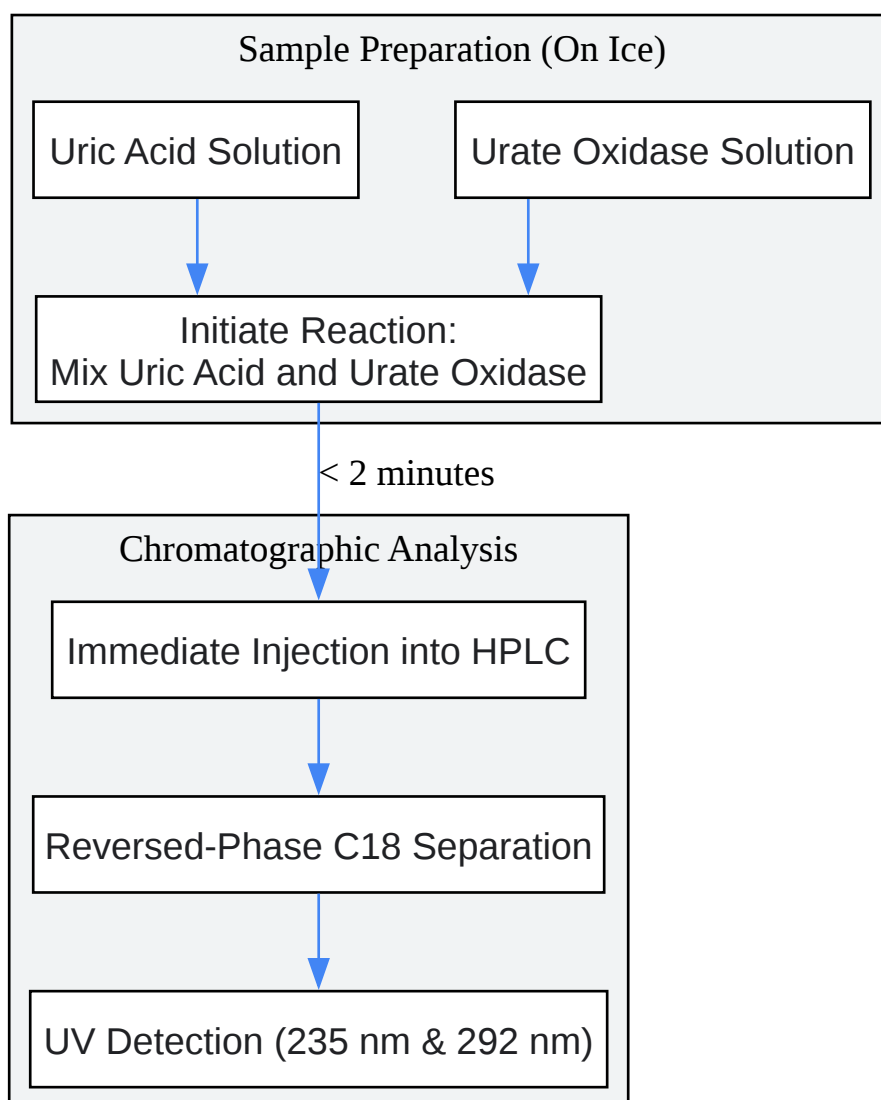 Sample Preparation (On Ice)
Uric Acid Solution
Urate Oxidase Solution
Initiate Reaction:
Mix Uric Acid and Urate Oxidase
< 2 minutes
Chromatographic Analysis
Immediate Injection into HPLC
Reversed-Phase C18 Separation
UV Detection (235 nm & 292 nm)